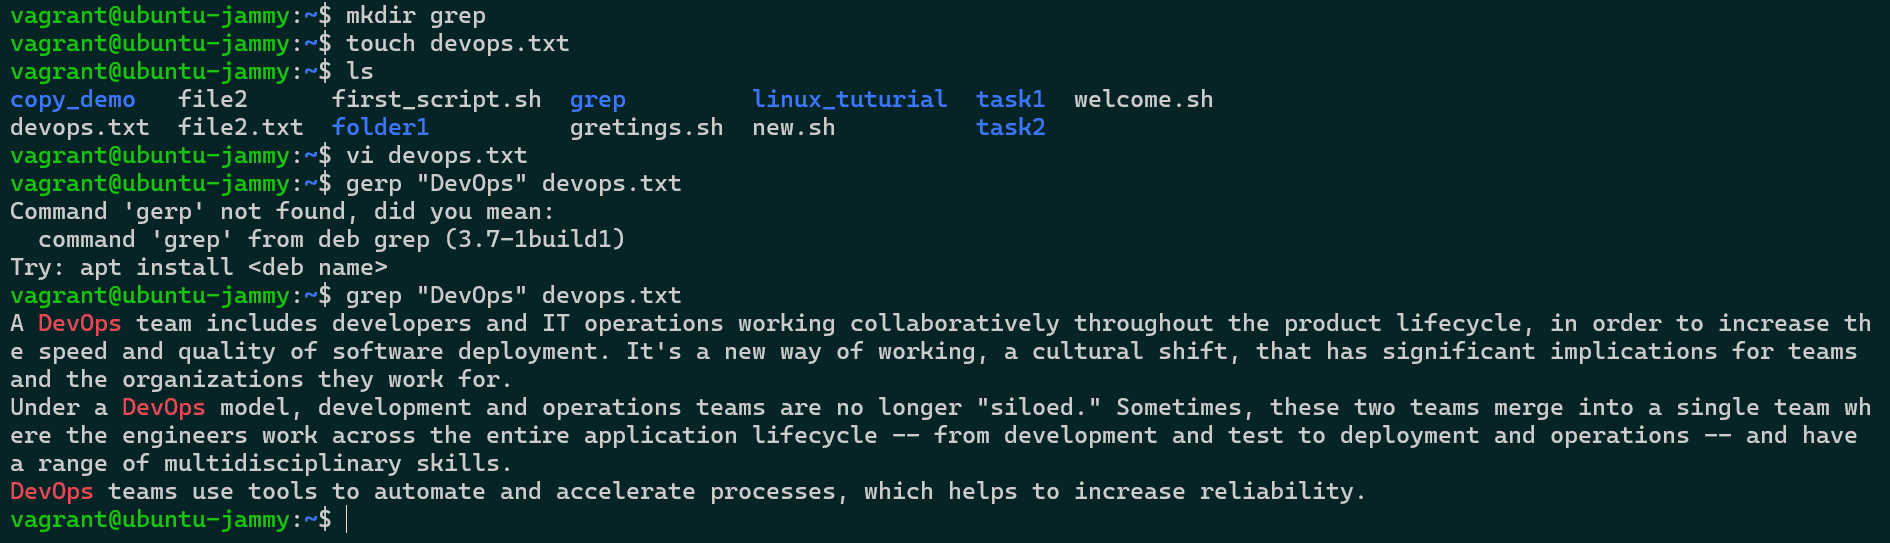 vagrant@ubuntu-jammy:~$ mkdir grep
vagrant@ubuntu-jammy:~$ touch devops.txt
vagrant@ubuntu-jammy:~$ ls
copy_demo   file2      first_script.sh  grep         linux_tuturial  task1  welcome.sh
devops.txt  file2.txt  folder1          gretings.sh  new.sh          task2
vagrant@ubuntu-jammy:~$ vi devops.txt
vagrant@ubuntu-jammy:~$ gerp "DevOps" devops.txt
Command 'gerp' not found, did you mean:
  command 'grep' from deb grep (3.7-1build1)
Try: apt install <deb name>
vagrant@ubuntu-jammy:~$ grep "DevOps" devops.txt
A DevOps team includes developers and IT operations working collaboratively throughout the product lifecycle, in order to increase th
e speed and quality of software deployment. It's a new way of working, a cultural shift, that has significant implications for teams
and the organizations they work for.
Under a DevOps model, development and operations teams are no longer "siloed." Sometimes, these two teams merge into a single team wh
ere the engineers work across the entire application lifecycle -- from development and test to deployment and operations -- and have
a range of multidisciplinary skills.
DevOps teams use tools to automate and accelerate processes, which helps to increase reliability.
vagrant@ubuntu-jammy:~$